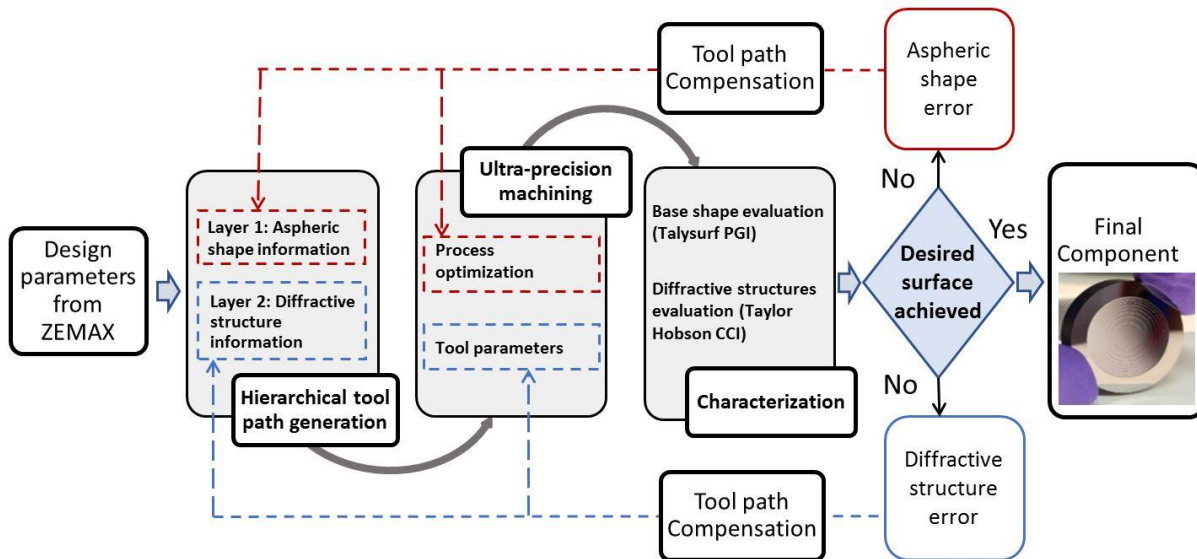 Design
parameters
from
ZEMAX
Layer 1: Aspheric
shape information
Layer 2: Diffractive
structure
information
Hierarchical tool
path generation
Ultra-precision
machining
Process
optimization
Tool parameters
Base shape evaluation
(Talysurf PGI)
Diffractive structures
evaluation (Taylor
Hobson CCI)
Characterization
Tool path
Compensation
Aspheric
shape
error
No
Desired
surface
achieved
Yes
No
Diffractive
structure
error
Tool path
Compensation
Final
Component